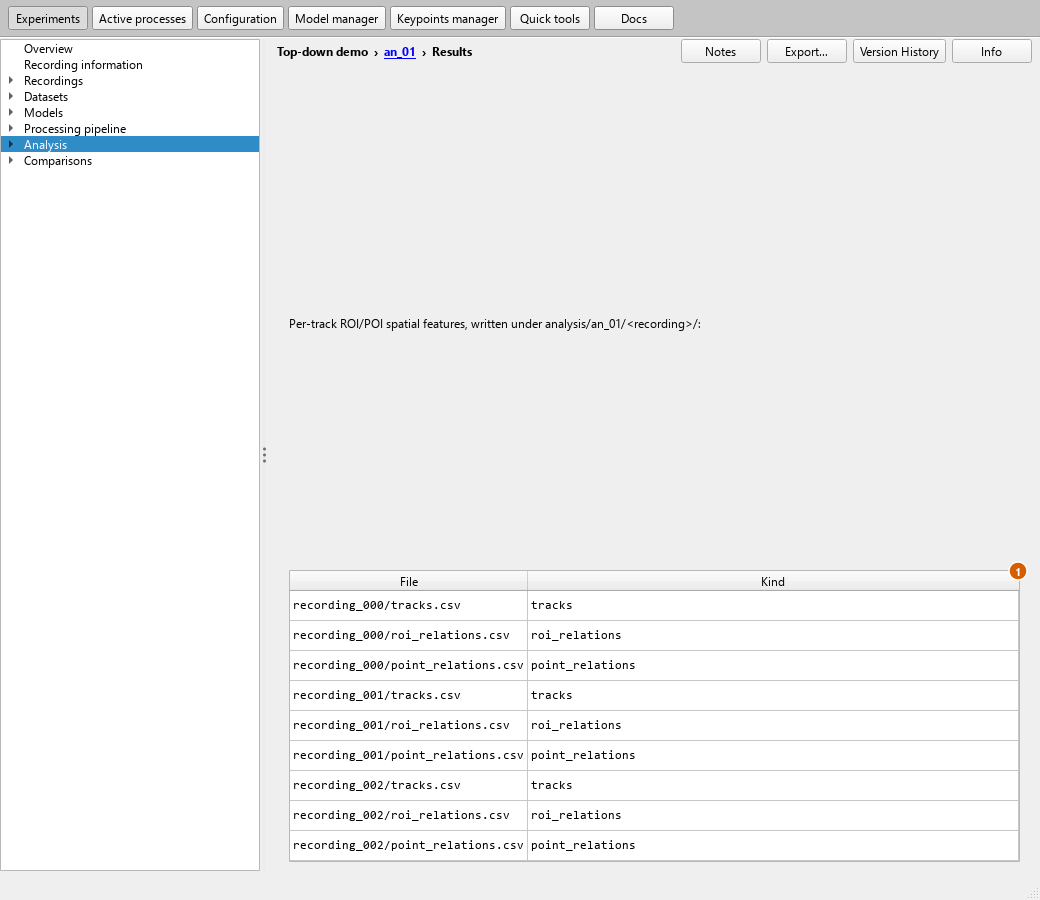 Experiments Active processes Configuration Model manager Keypoints manager Quick tools Docs
Overview
Recording information
Recordings
Datasets
Models
Processing pipeline
Analysis
Comparisons
Top-down demo › an_01 › Results
Notes Export... Version History Info
Per-track ROI/POI spatial features, written under analysis/an_01/<recording>/:
1
File Kind
recording_000/tracks.csv tracks
recording_000/roi_relations.csv roi_relations
recording_000/point_relations.csv point_relations
recording_001/tracks.csv tracks
recording_001/roi_relations.csv roi_relations
recording_001/point_relations.csv point_relations
recording_002/tracks.csv tracks
recording_002/roi_relations.csv roi_relations
recording_002/point_relations.csv point_relations